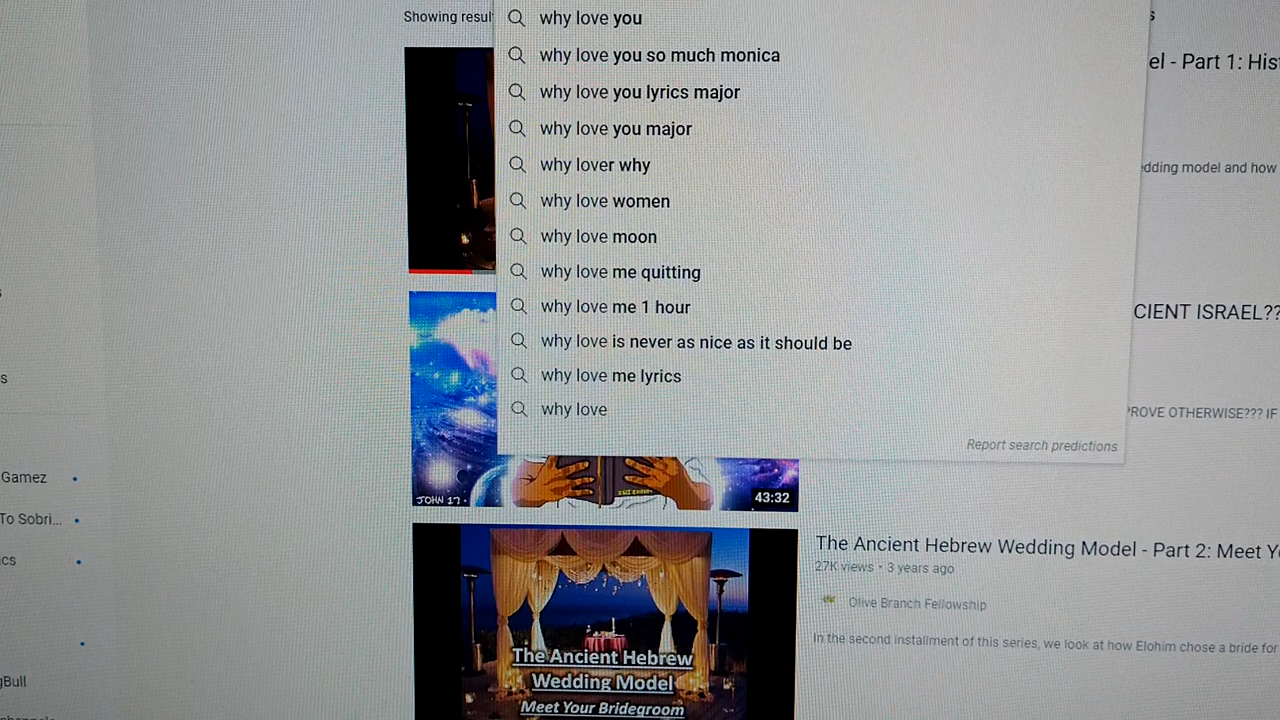 Showing resul
why love you
why love you so much monica
why love you lyrics major
why love you major
why lover why
why love women
why love moon
why love me quitting
why love me 1 hour
why love is never as nice as it should be
why love me lyrics
why love
Report search predictions
s
el - Part 1: His
dding model and how
CIENT ISRAEL??
PROVE OTHERWISE??? IF
s
s
Gamez
To Sobri...
cs
gBull
JOHN 17
43:32
The Ancient Hebrew
Wedding Model
Meet Your Bridegroom
The Ancient Hebrew Wedding Model - Part 2: Meet Y
27K views • 3 years ago
Olive Branch Fellowship
In the second installment of this series, we look at how Elohim chose a bride for